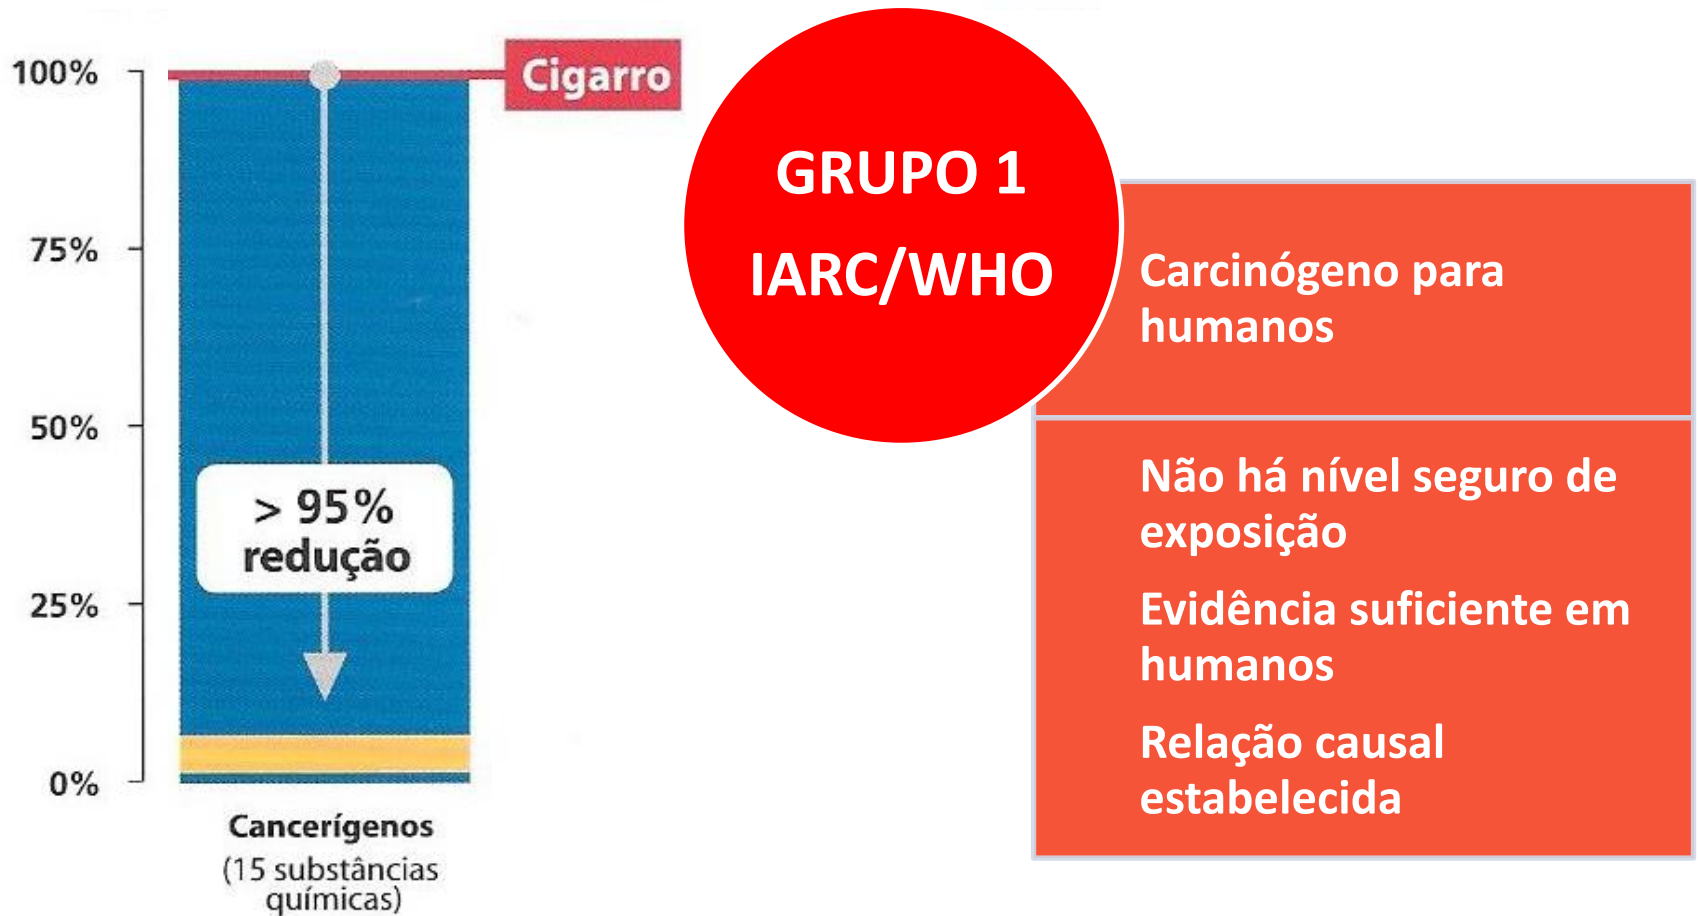 100%
75%
50%
25%
0%
Cigarro
> 95%
redução
Cancerígenos
(15 substâncias
químicas)
GRUPO 1
IARC/WHO
Carcinógeno para
humanos
Não há nível seguro de
exposição
Evidência suficiente em
humanos
Relação causal
estabelecida